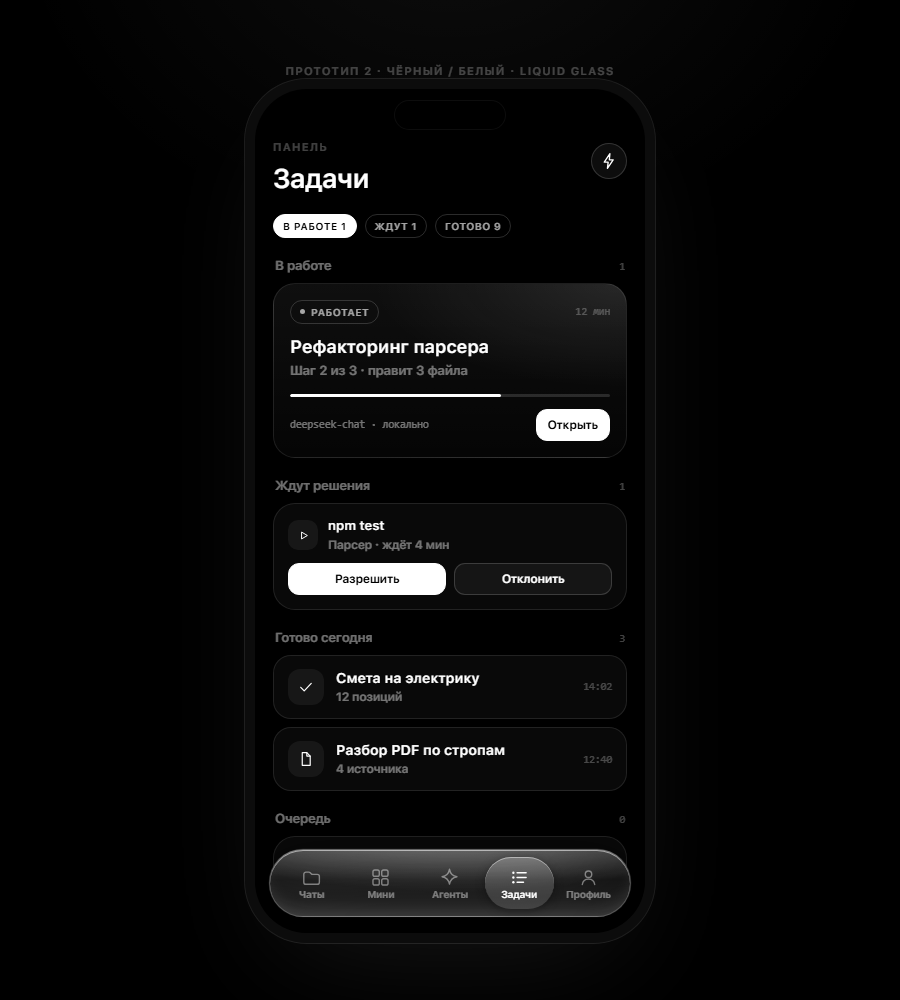 ПРОТОТИП 2 · ЧЁРНЫЙ / БЕЛЫЙ · LIQUID GLASS
ПАНЕЛЬ
Задачи
В РАБОТЕ 1 ЖДУТ 1 ГОТОВО 9
В работе 1
РАБОТАЕТ 12 мин
Рефакторинг парсера
Шаг 2 из 3 · правит 3 файла
deepseek-chat · локально Открыть
Ждут решения 1
npm test
Парсер · ждёт 4 мин
Разрешить Отклонить
Готово сегодня 3
Смета на электрику 14:02
12 позиций
Разбор PDF по стропам 12:40
4 источника
Очередь 0
Чаты Мини Агенты Задачи Профиль